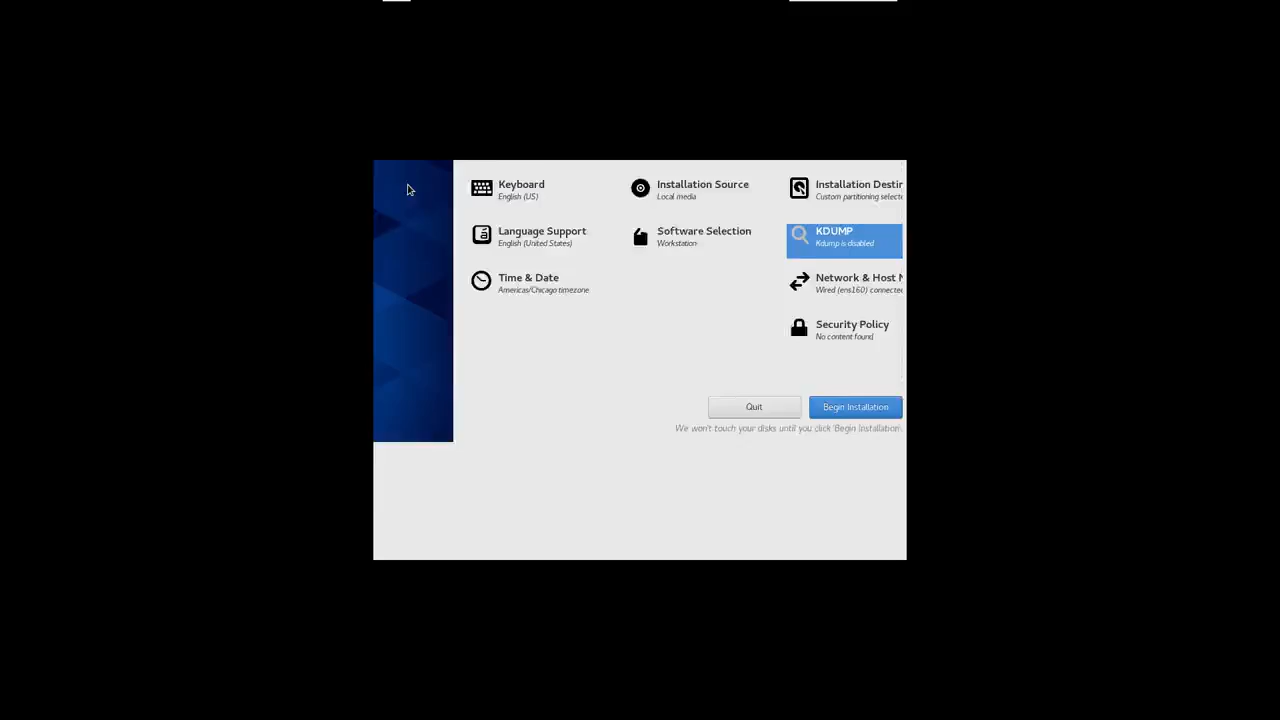 Keyboard
English (US)
Installation Source
Local media
Installation Destin
Custom partitioning selecte
Language Support
English (United States)
Software Selection
Workstation
KDUMP
Kdump is disabled
Time & Date
Americas/Chicago timezone
Network & Host N
Wired (ens160) connecte
Security Policy
No content found
Quit
Begin Installation
We won't touch your disks until you click 'Begin Installation'.